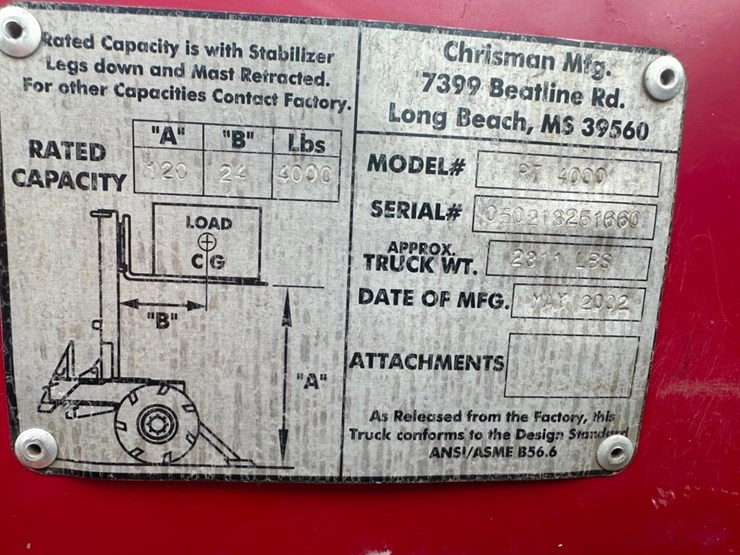 Rated Capacity is with Stabilizer
Legs down and Mast Retracted.
For other Capacities Contact Factory.
"A" "B" Lbs
RATED
CAPACITY
120 24 4000
LOAD
CG
"B"
"A"
Chrisman Mfg.
7399 Beatline Rd.
Long Beach, MS 39560
MODEL# RT 4000
SERIAL#
APPROX.
TRUCK WT. 2811 LBS
DATE OF MFG. MAY 2002
ATTACHMENTS
As Released from the Factory, this
Truck conforms to the Design Standard
ANSI/ASME B56.6